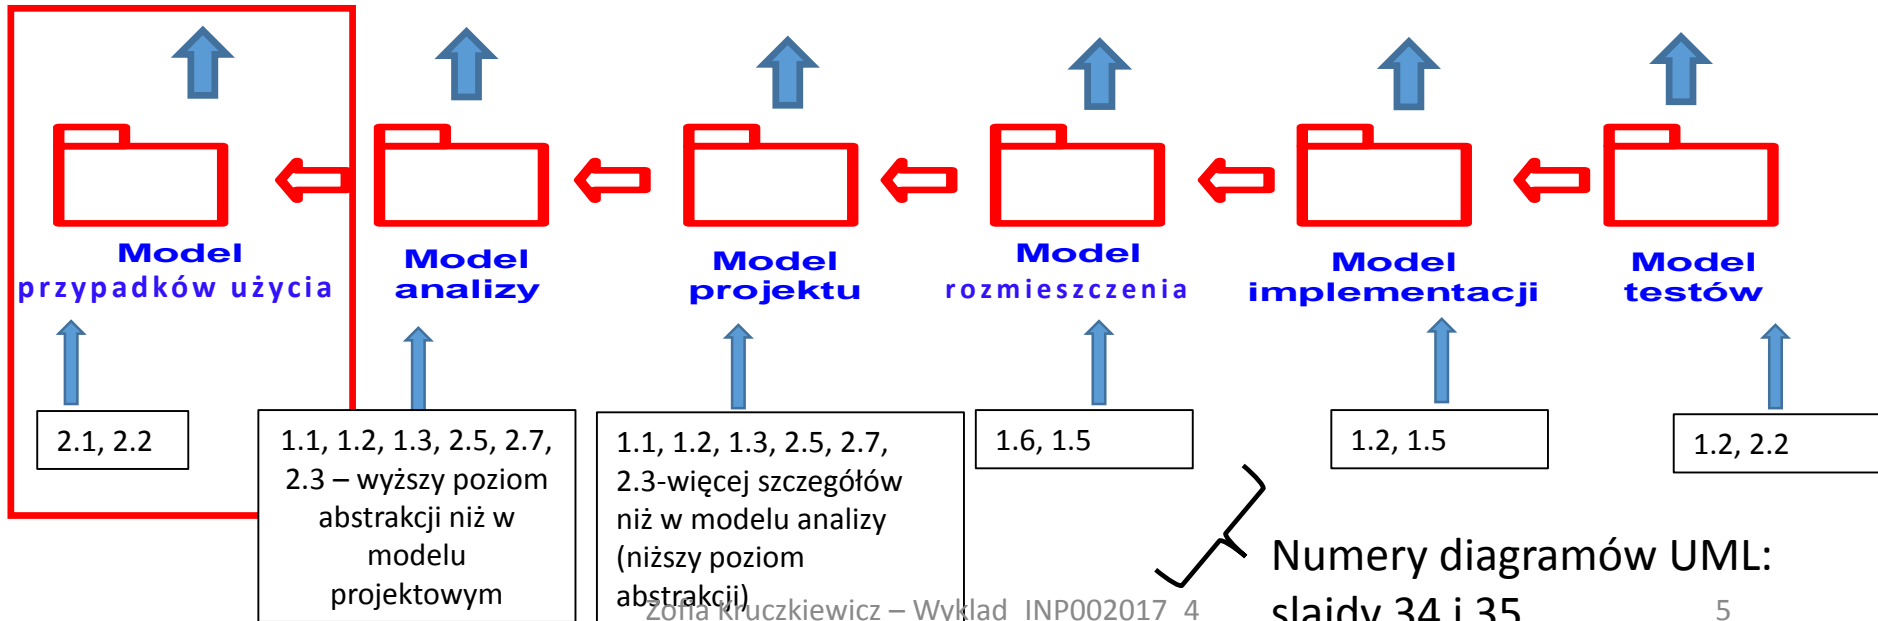 Model
przypadków użycia
Model
analizy
Model
projektu
Model
rozmieszczenia
Model
implementacji
Model
testów
2.1, 2.2
1.1, 1.2, 1.3, 2.5, 2.7,
2.3 – wyższy poziom
abstrakcji niż w
modelu
projektowym
1.1, 1.2, 1.3, 2.5, 2.7,
2.3-więcej szczegółów
niż w modelu analizy
(niższy poziom
abstrakcji)
1.6, 1.5
1.2, 1.5
1.2, 2.2
Numery diagramów UML:
slajdy 34 i 35
Zofia Kruczkiewicz – Wyklad INP002017 4
5